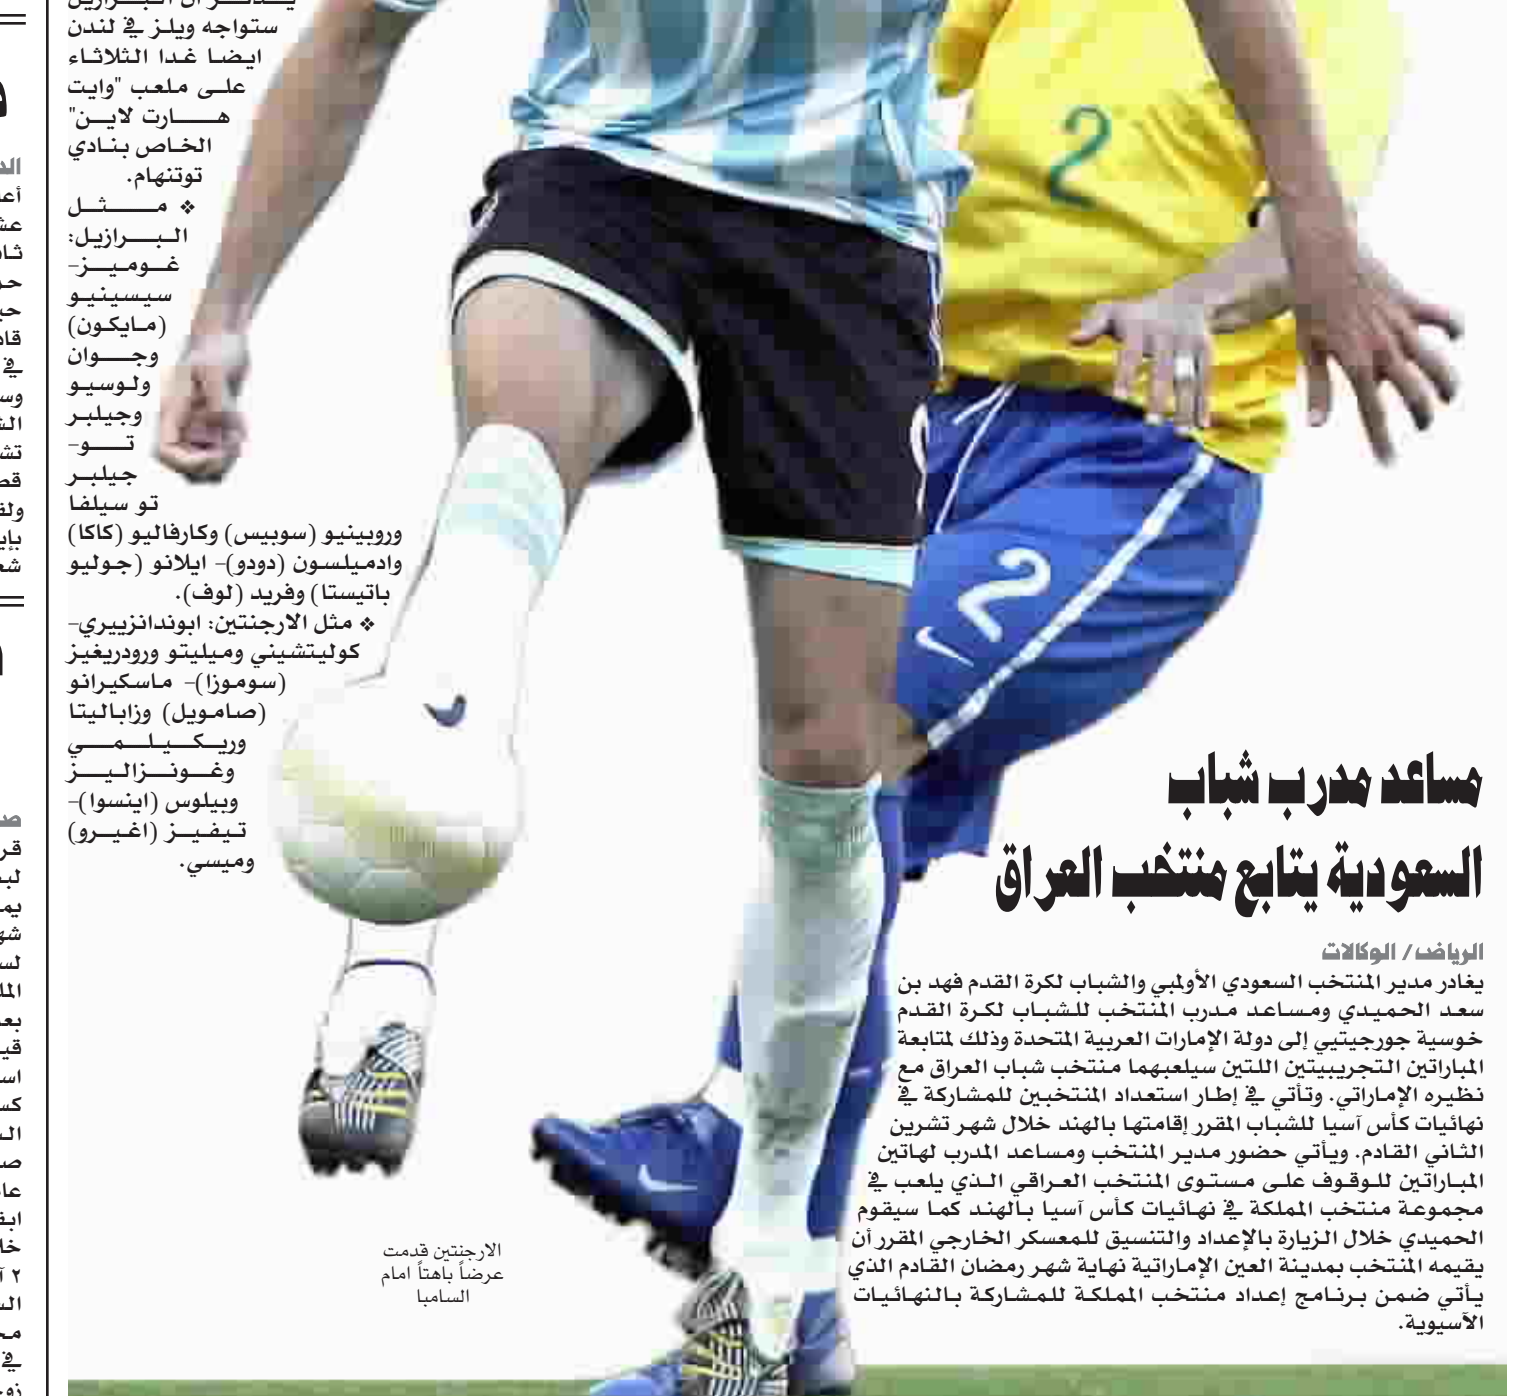 مساعد مدرب شباب
السعودية يتابع منتخب العراق
الرياض/ الوكالات
يغادر مدير المنتخب السعودي الأولمبي والشباب لكرة القدم فهد بن
سعد الحميدي ومساعد مدرب المنتخب للشباب لكرة القدم
خوسية جورجيتيي إلى دولة الإمارات العربية المتحدة وذلك لمتابعة
المباراتين التجريبيتين اللتين سيلعبهما منتخب شباب العراق مع
نظيره الإماراتي. وتأتي في إطار استعداد المنتخبين للمشاركة في
نهائيات كأس آسيا للشباب المقرر إقامتها بالهند خلال شهر تشرين
الثاني القادم. ويأتي حضور مدير المنتخب ومساعد المدرب لهاتين
المباراتين للوقوف على مستوى المنتخب العراقي الذي يلعب في
مجموعة منتخب المملكة في نهائيات كأس آسيا بالهند كما سيقوم
الحميدي خلال الزيارة بالإعداد والتنسيق للمعسكر الخارجي المقرر أن
يقيمه المنتخب بمدينة العين الإماراتية نهاية شهر رمضان القادم الذي
يأتي ضمن برنامج إعداد منتخب المملكة للمشاركة بالنهائيات
الآسيوية.
2
2
ستواجه ويلز في لندن
ايضا غدا الثلاثاء
على ملعب "وايت
هارت لاين"
الخاص بنادي
توتنهام.
❖ مثل
البرازيل:
غوميز-
سيسينيو
(مايكون)
وجوان
ولوسيو
وجيلبر
تو-
جيلبر
تو سيلفا
وروبينيو (سوبيس) وكارفاليو (كاكا)
وادميلسون (دودو)- ايلانو (جوليو
باتيستا) وفريد (لوف).
❖ مثل الارجنتين: ابوندانزييري-
كوليتشيني وميليتو ورودريغيز
(سوموزا)- ماسكيرانو
(صامويل) وزاباليتا
وريكيلمي
وغونزاليز
وبيلوس (اينسوا)-
تيفيز (اغيرو)
وميسي.
الارجنتين قدمت
عرضاً باهتاً امام
السامبا